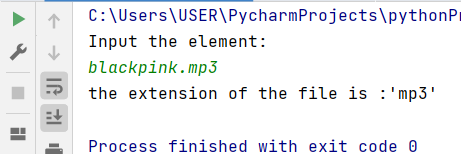 C:\Users\USER\PycharmProjects\pythonPr
Input the element:
blackpink.mp3
the extension of the file is :'mp3'
Process finished with exit code 0